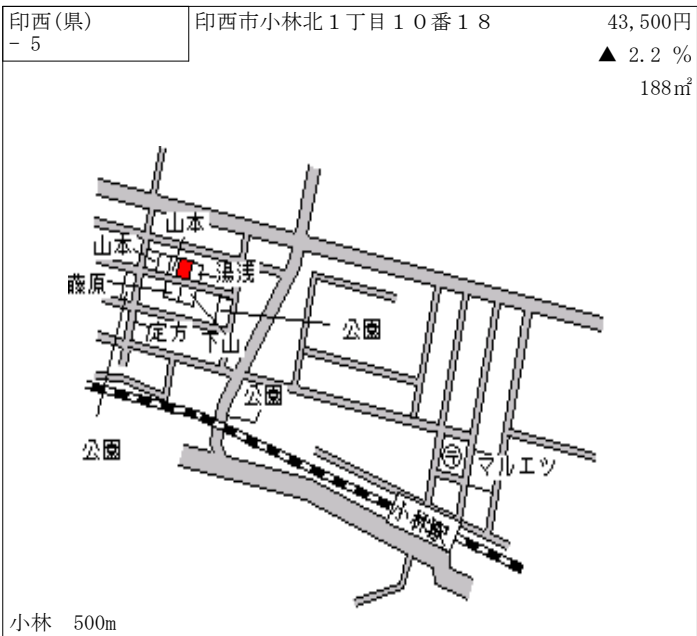 印西(県)
－ 5
印西市小林北１丁目１０番１８
43,500円
▲ 2.2 %
188㎡
山本
山本
湯浅
藤原
定方
下山
公園
公園
公園
〒
マルエツ
小林駅
小林　500m